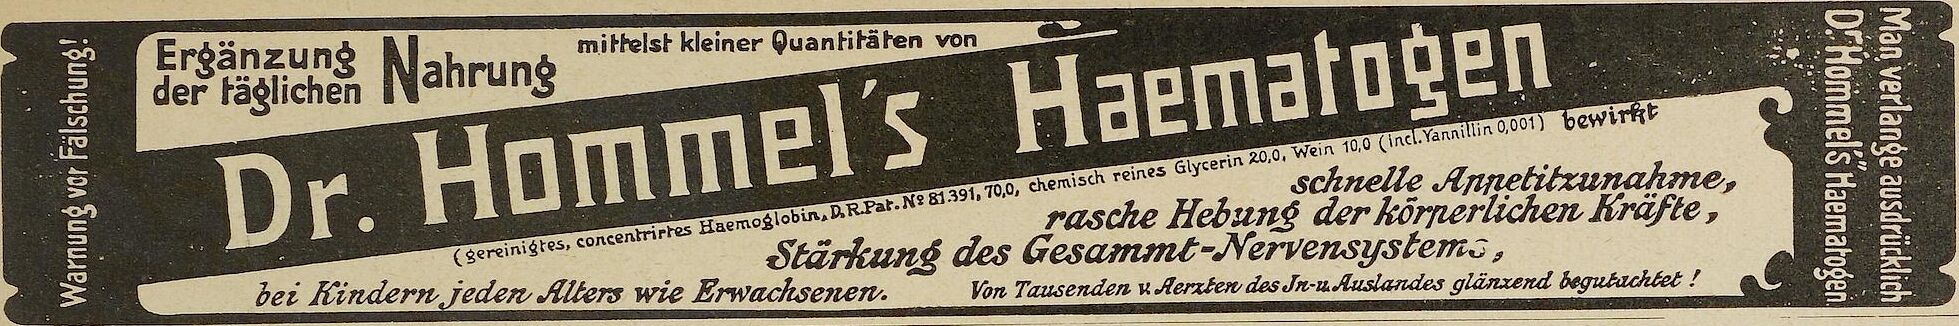 Warnung vor Fälschung!
Ergänzung
der täglichen
Nahrung
mittelst kleiner Quantitäten von
Dr. Hommel's Haematogen
(gereinigtes, concentrirtes Haemoglobin, D.R.Pat. Nº 81.391, 70,0, chemisch reines Glycerin 20,0, Wein 10,0 (incl. Vannillin 0,001) bewirkt
schnelle Appetitzunahme,
rasche Hebung der körperlichen Kräfte,
Stärkung des Gesammt-Nervensystems,
bei Kindern jeden Alters wie Erwachsenen.
Von Tausenden v. Aerzten des In- u. Auslandes glänzend begutachtet!
Man verlange ausdrücklich
Dr. Hommel's" Haematogen